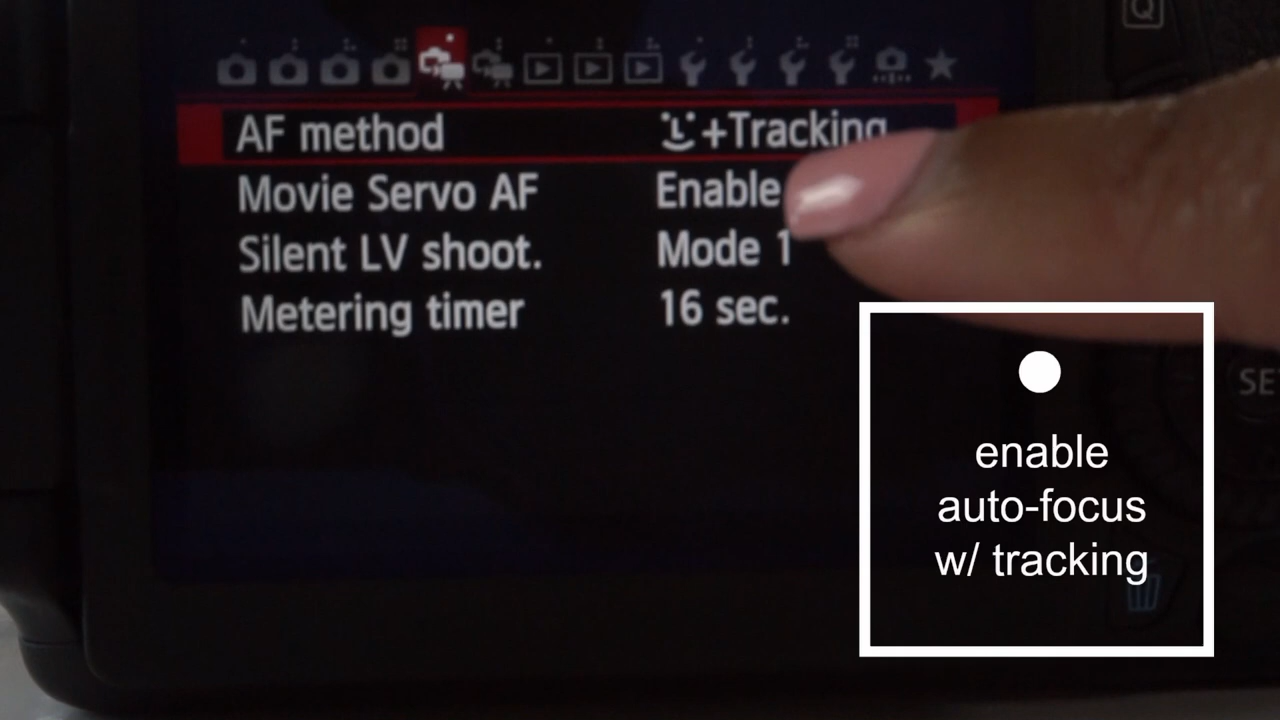 Q
AF method +Tracking
Movie Servo AF Enable
Silent LV shoot. Mode 1
Metering timer 16 sec.
enable
auto-focus
w/ tracking